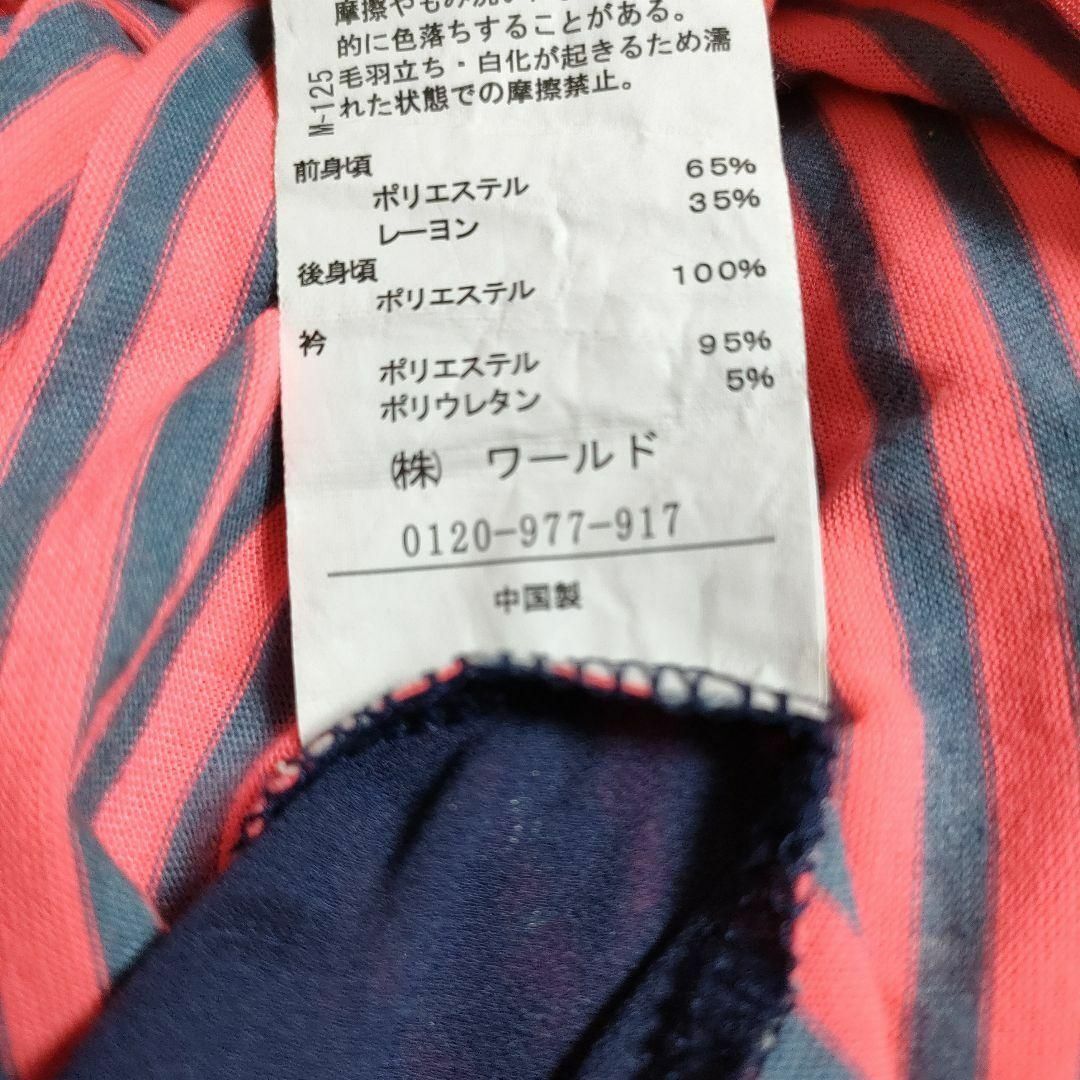 摩擦やもみ洗い
的に色落ちすることがある。
毛羽立ち・白化が起きるため濡
れた状態での摩擦禁止。
M-125
前身頃
ポリエステル 65%
レーヨン 35%
後身頃
ポリエステル 100%
衿
ポリエステル 95%
ポリウレタン 5%
㈱ ワールド
0120-977-917
中国製